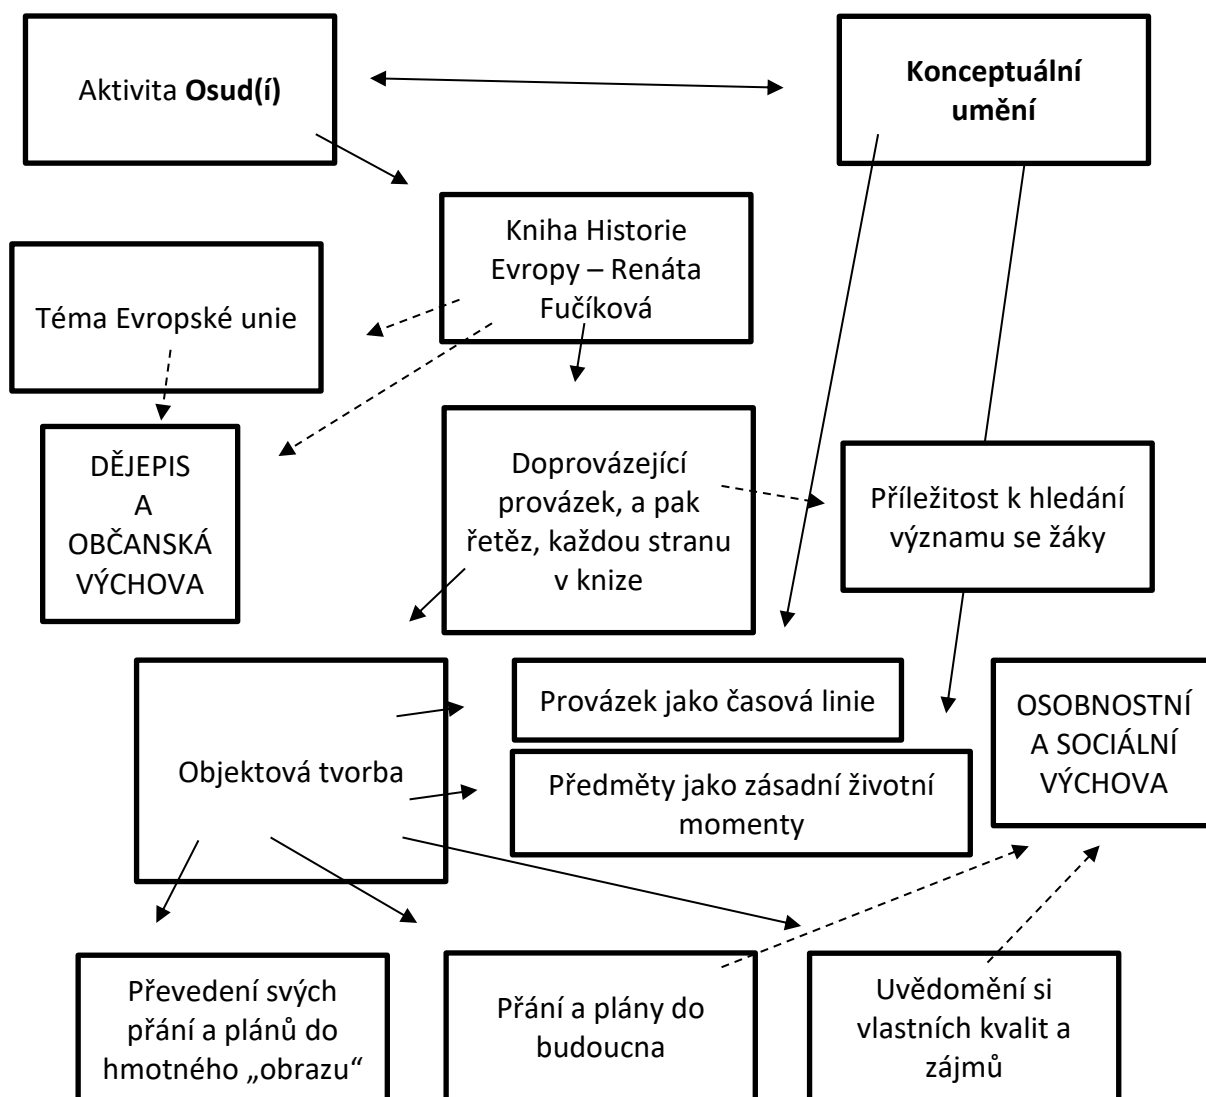 Aktivita Osud(í)
Konceptuální
umění
Kniha Historie
Evropy – Renáta
Fučíková
Téma Evropské unie
DĚJEPIS
A
OBČANSKÁ
VÝCHOVA
Doprovázející
provázek, a pak
řetěz, každou stranu
v knize
Příležitost k hledání
významu se žáky
Objektová tvorba
Provázek jako časová linie
Předměty jako zásadní životní
momenty
OSOBNOSTNÍ
A SOCIÁLNÍ
VÝCHOVA
Převedení svých
přání a plánů do
hmotného „obrazu“
Přání a plány do
budoucna
Uvědomění si
vlastních kvalit a
zájmů